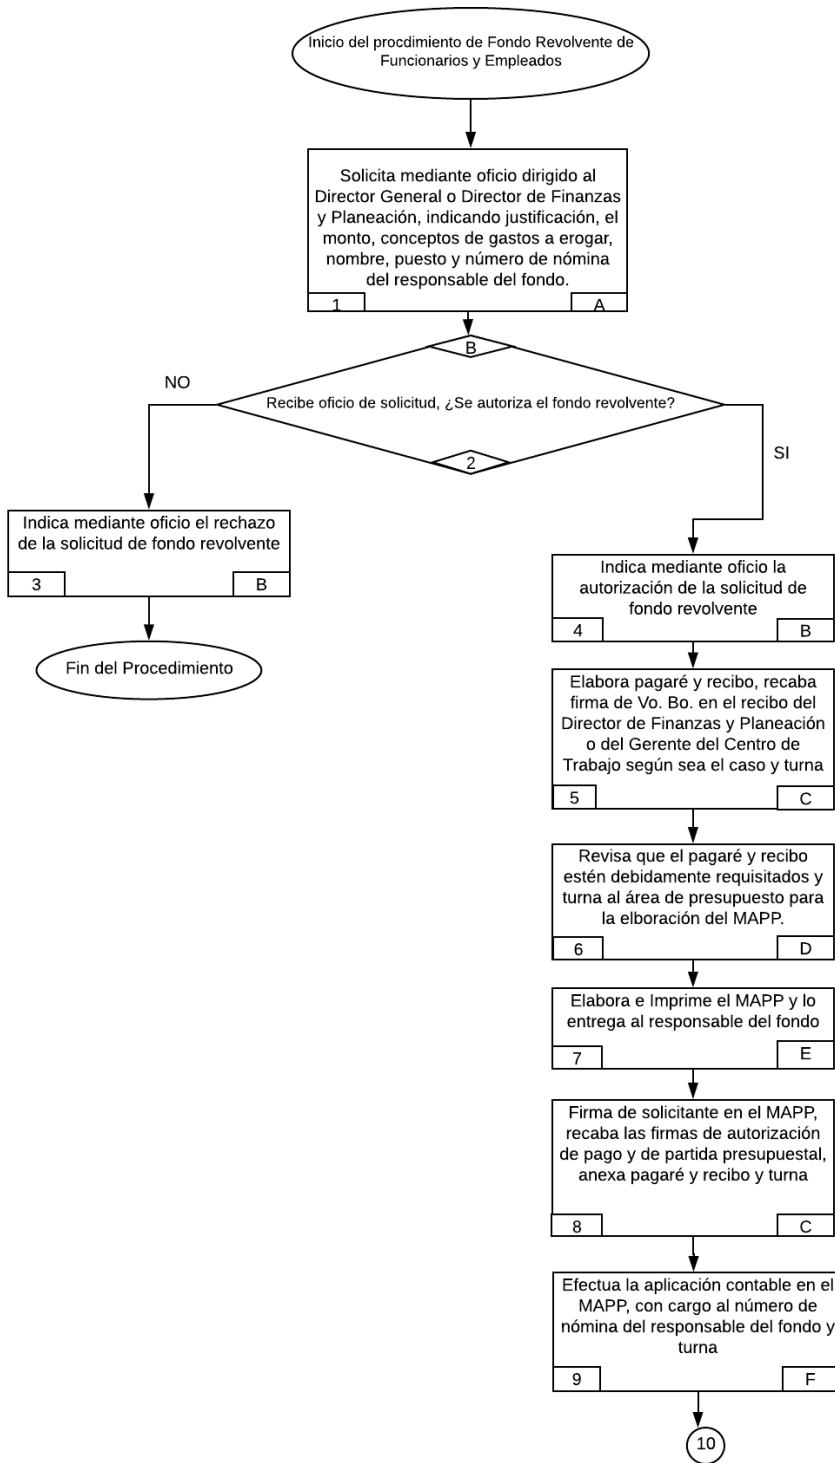 Inicio del procdimiento de Fondo Revolvente de
Funcionarios y Empleados
Solicita mediante oficio dirigido al
Director General o Director de Finanzas
y Planeación, indicando justificación, el
monto, conceptos de gastos a erogar,
nombre, puesto y número de nómina
del responsable del fondo.
1
A
B
Recibe oficio de solicitud, ¿Se autoriza el fondo revolvente?
2
NO
SI
Indica mediante oficio el rechazo
de la solicitud de fondo revolvente
3
B
Fin del Procedimiento
Indica mediante oficio la
autorización de la solicitud de
fondo revolvente
4
B
Elabora pagaré y recibo, recaba
firma de Vo. Bo. en el recibo del
Director de Finanzas y Planeación
o del Gerente del Centro de
Trabajo según sea el caso y turna
5
C
Revisa que el pagaré y recibo
estén debidamente requisitados y
turna al área de presupuesto para
la elboración del MAPP.
6
D
Elabora e Imprime el MAPP y lo
entrega al responsable del fondo
7
E
Firma de solicitante en el MAPP,
recaba las firmas de autorización
de pago y de partida presupuestal,
anexa pagaré y recibo y turna
8
C
Efectua la aplicación contable en el
MAPP, con cargo al número de
nómina del responsable del fondo y
turna
9
F
10